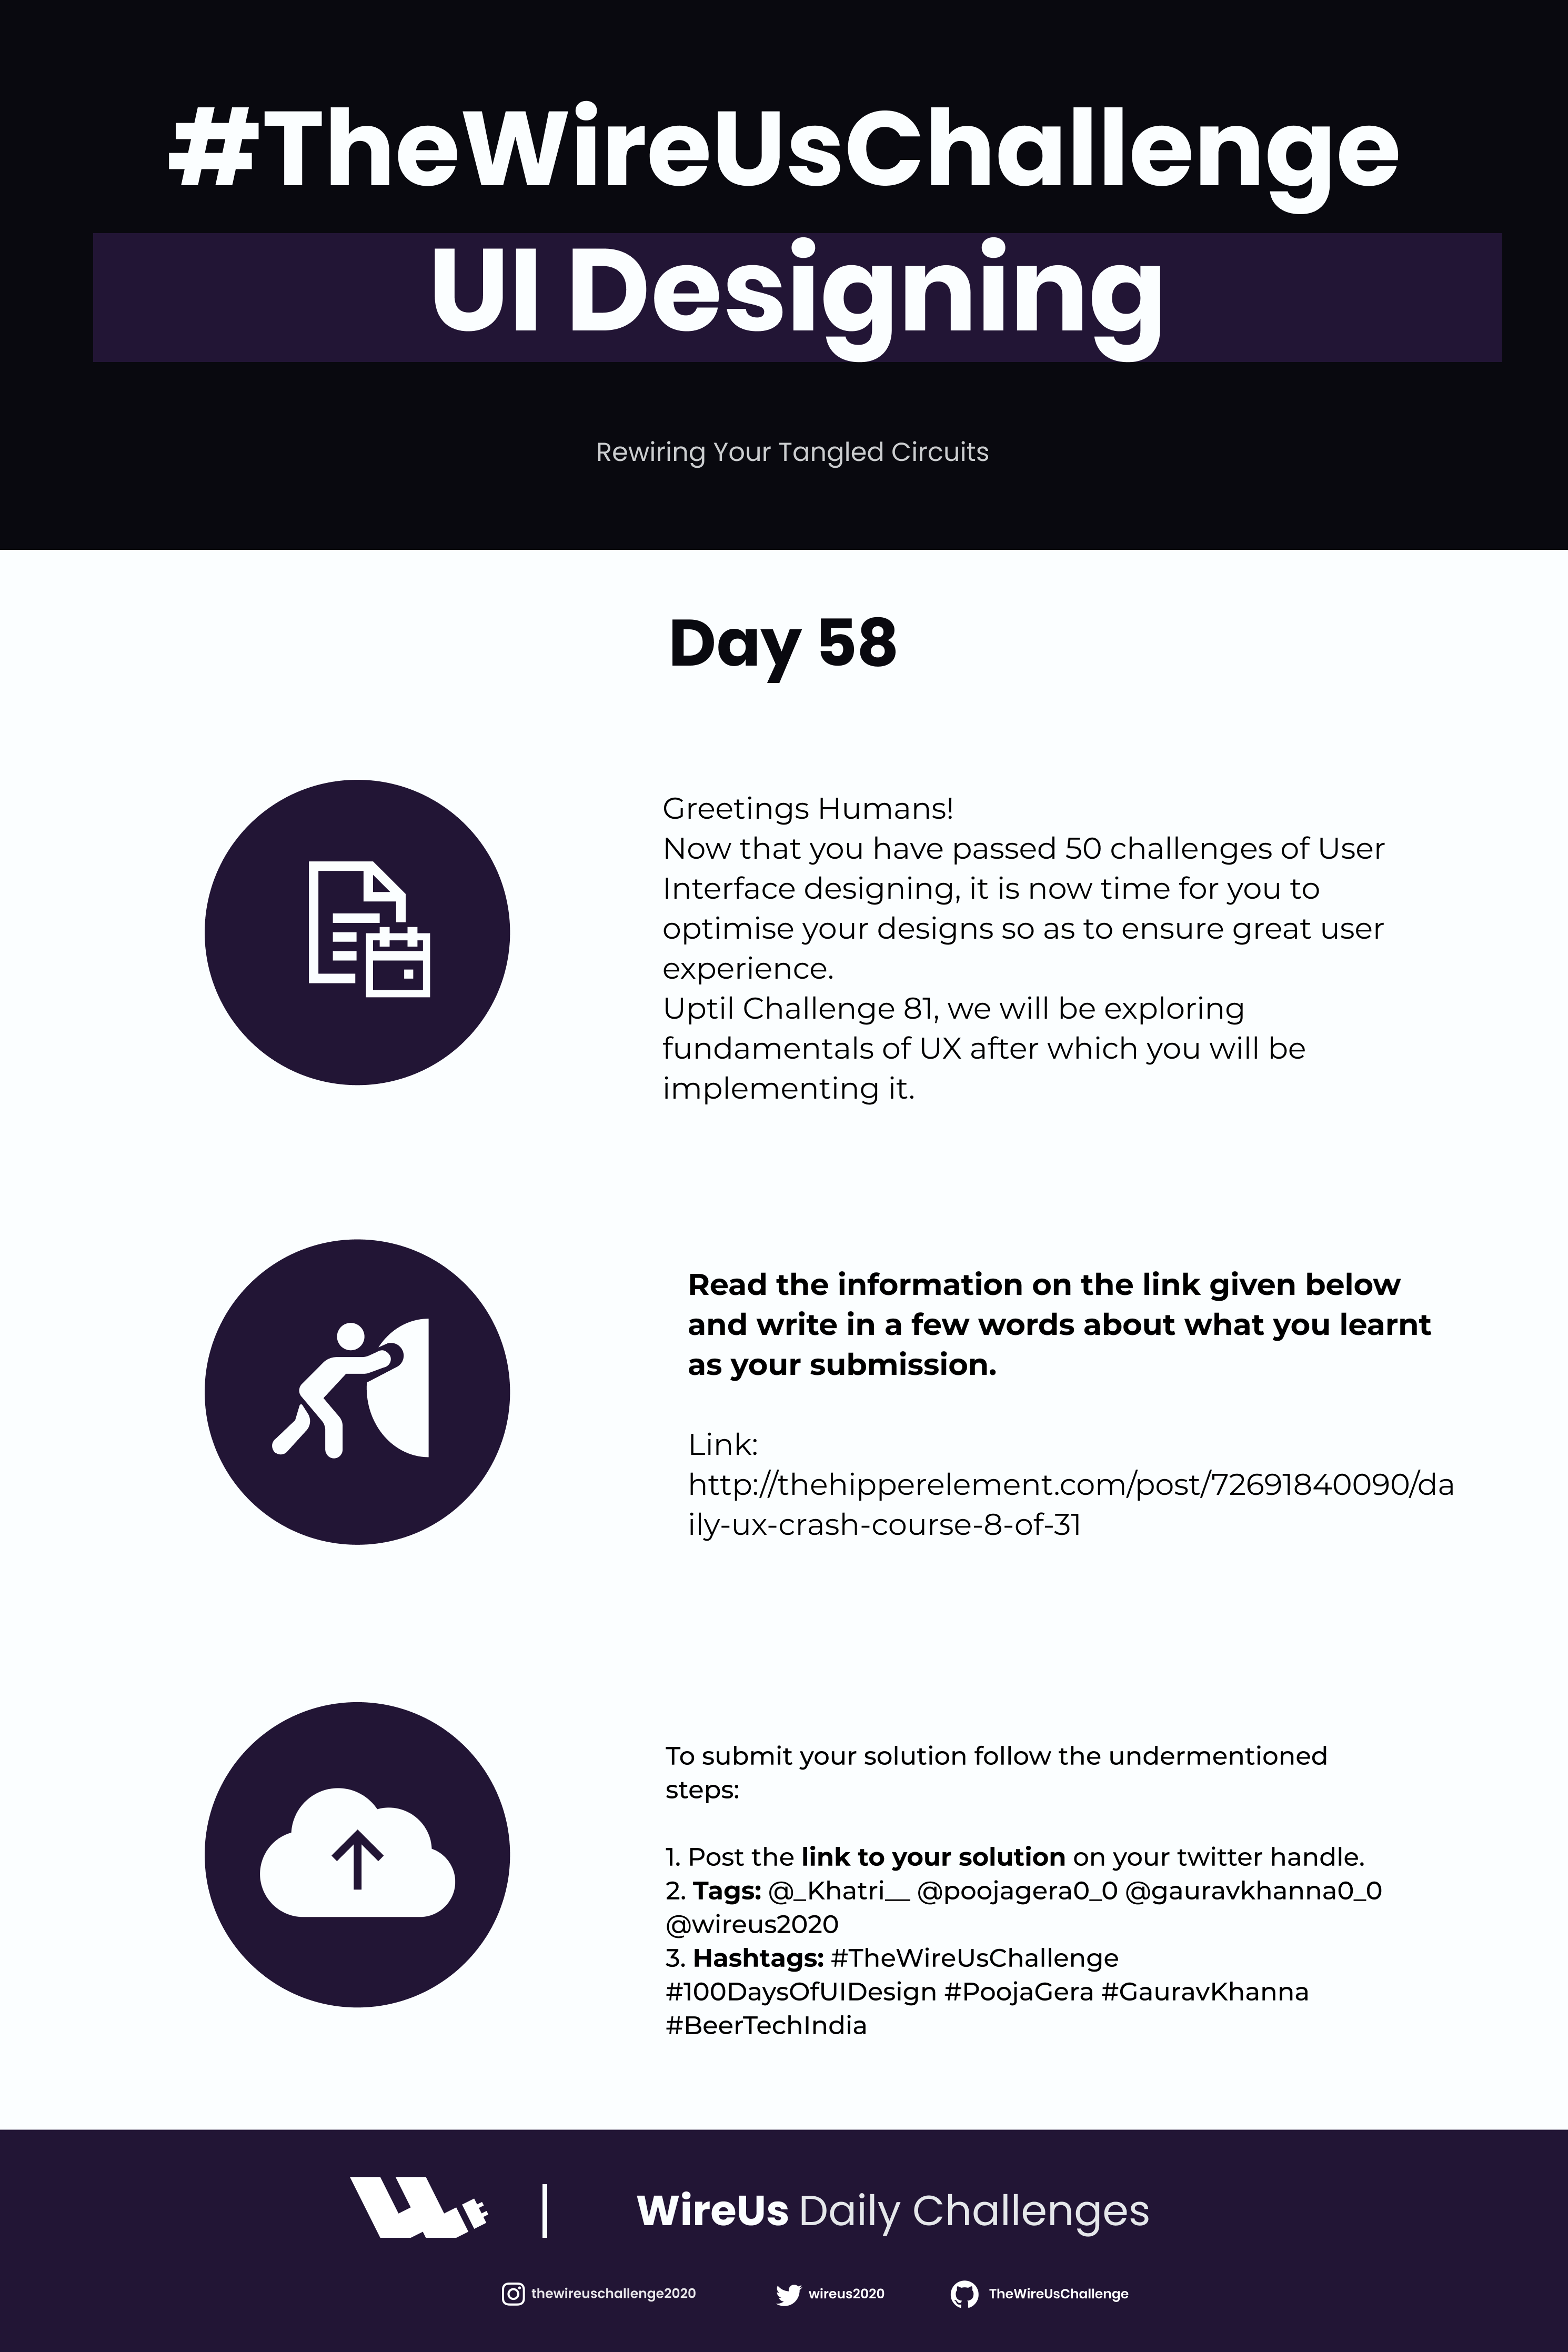 #TheWireUsChallenge
UI Designing
Rewiring Your Tangled Circuits
Day 58
Greetings Humans!
Now that you have passed 50 challenges of User
Interface designing, it is now time for you to
optimise your designs so as to ensure great user
experience.
Uptil Challenge 81, we will be exploring
fundamentals of UX after which you will be
implementing it.
Read the information on the link given below
and write in a few words about what you learnt
as your submission.
Link:
http://thehipperelement.com/post/72691840090/da
ily-ux-crash-course-8-of-31
To submit your solution follow the undermentioned
steps:
1. Post the link to your solution on your twitter handle.
2. Tags: @_Khatri__ @poojagera0_0 @gauravkhanna0_0
@wireus2020
3. Hashtags: #TheWireUsChallenge
#100DaysOfUIDesign #PoojaGera #GauravKhanna
#BeerTechIndia
WireUs Daily Challenges
thewireuschallenge2020
wireus2020
TheWireUsChallenge